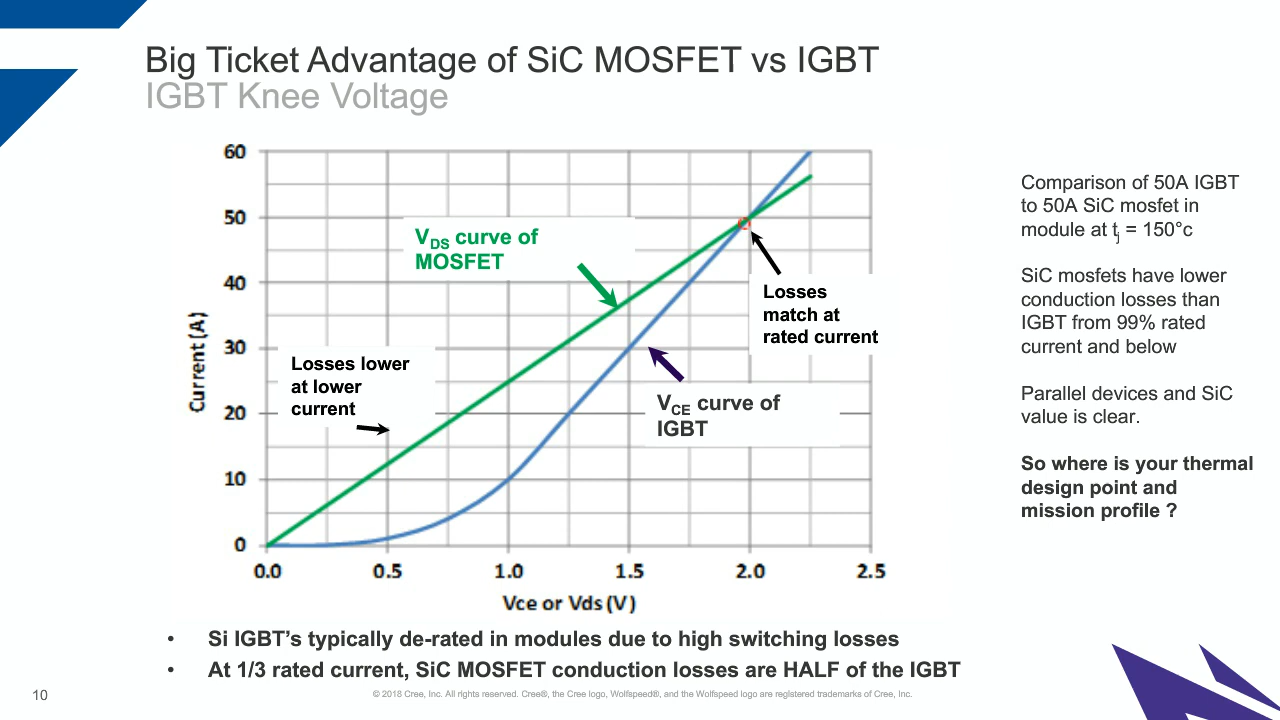 Big Ticket Advantage of SiC MOSFET vs IGBT
IGBT Knee Voltage
60
50
40
30
20
10
0
Current (A)
0.0
0.5
1.0
1.5
2.0
2.5
Vce or Vds (V)
VDS curve of
MOSFET
Losses
match at
rated current
Losses lower
at lower
current
VCE curve of
IGBT
Comparison of 50A IGBT
to 50A SiC mosfet in
module at tj = 150°c
SiC mosfets have lower
conduction losses than
IGBT from 99% rated
current and below
Parallel devices and SiC
value is clear.
So where is your thermal
design point and
mission profile ?
• Si IGBT’s typically de-rated in modules due to high switching losses
• At 1/3 rated current, SiC MOSFET conduction losses are HALF of the IGBT
10
© 2018 Cree, Inc. All rights reserved. Cree®, the Cree logo, Wolfspeed®, and the Wolfspeed logo are registered trademarks of Cree, Inc.